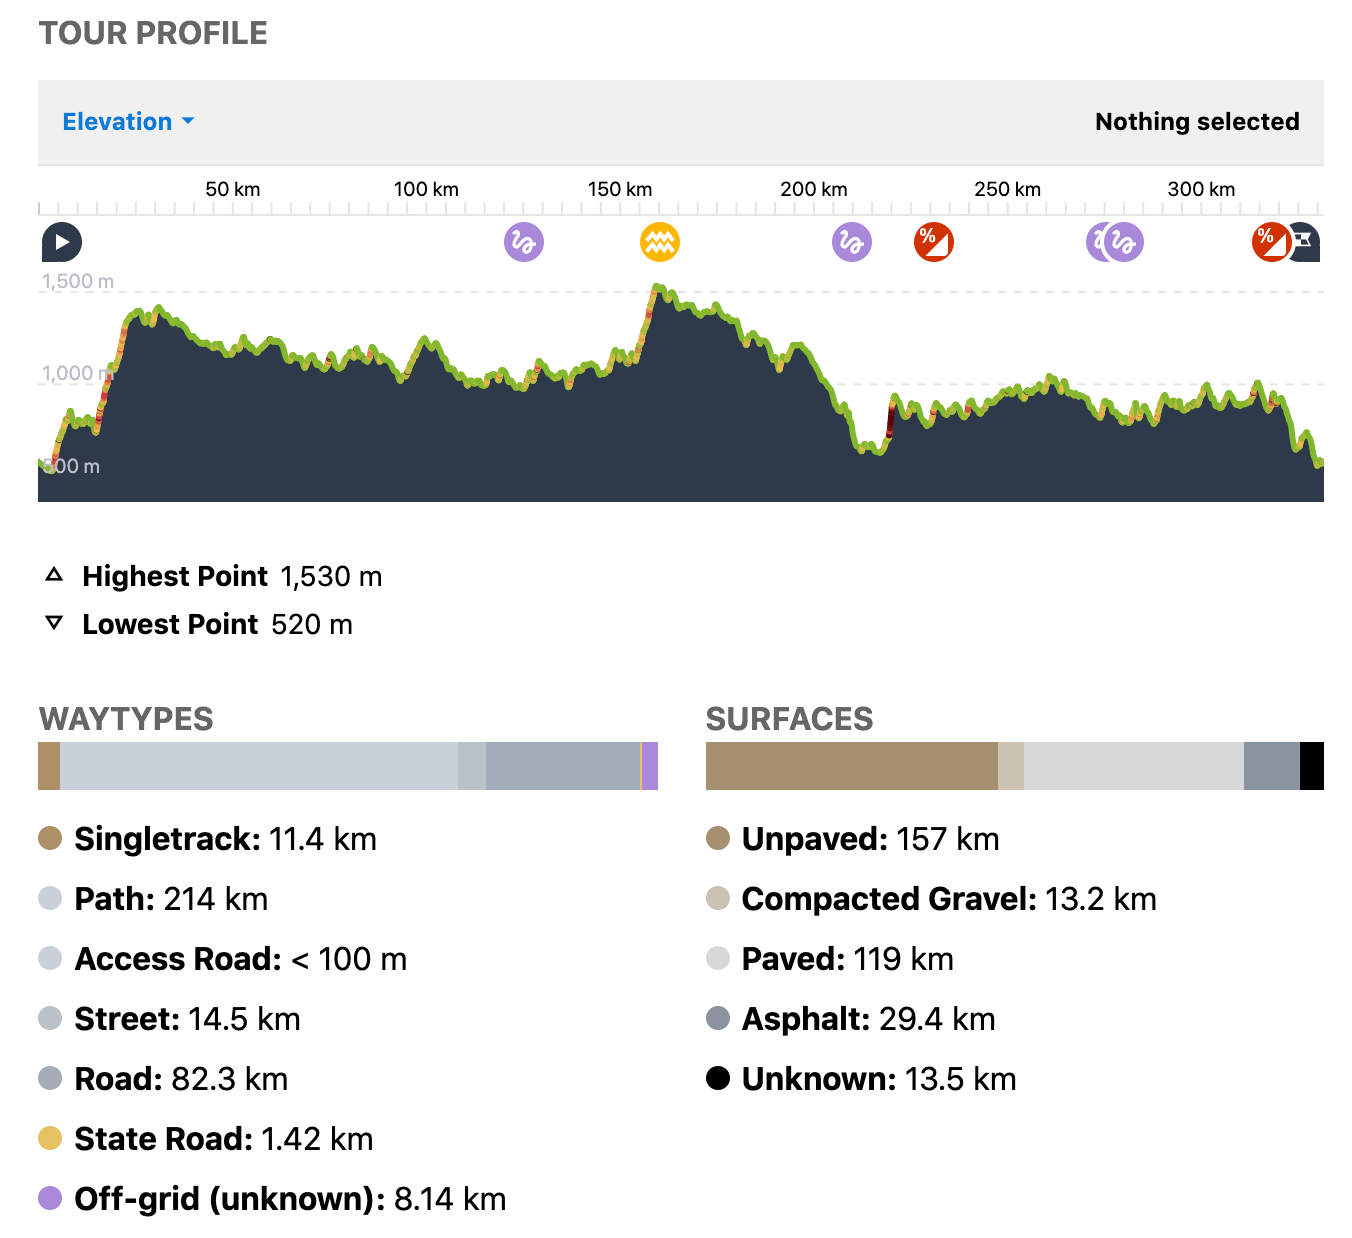 TOUR PROFILE
Elevation
Nothing selected
50 km 100 km 150 km 200 km 250 km 300 km
% %
1,500 m
1,000 m
500 m
Highest Point 1,530 m
Lowest Point 520 m
WAYTYPES
Singletrack: 11.4 km
Path: 214 km
Access Road: < 100 m
Street: 14.5 km
Road: 82.3 km
State Road: 1.42 km
Off-grid (unknown): 8.14 km
SURFACES
Unpaved: 157 km
Compacted Gravel: 13.2 km
Paved: 119 km
Asphalt: 29.4 km
Unknown: 13.5 km